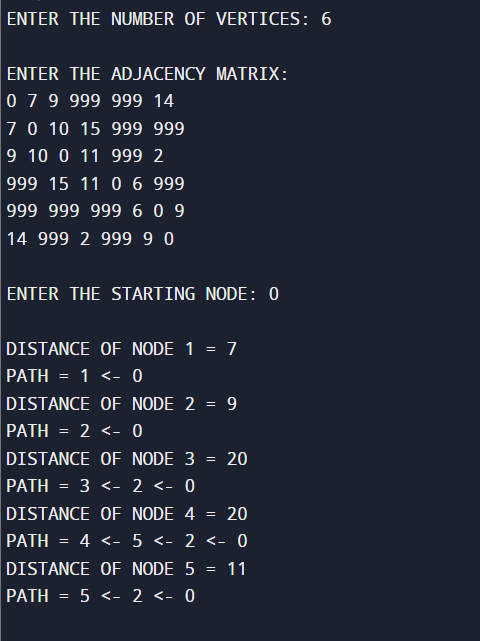 ENTER THE NUMBER OF VERTICES: 6
ENTER THE ADJACENCY MATRIX:
0 7 9 999 999 14
7 0 10 15 999 999
9 10 0 11 999 2
999 15 11 0 6 999
999 999 999 6 0 9
14 999 2 999 9 0
ENTER THE STARTING NODE: 0
DISTANCE OF NODE 1 = 7
PATH = 1 <- 0
DISTANCE OF NODE 2 = 9
PATH = 2 <- 0
DISTANCE OF NODE 3 = 20
PATH = 3 <- 2 <- 0
DISTANCE OF NODE 4 = 20
PATH = 4 <- 5 <- 2 <- 0
DISTANCE OF NODE 5 = 11
PATH = 5 <- 2 <- 0